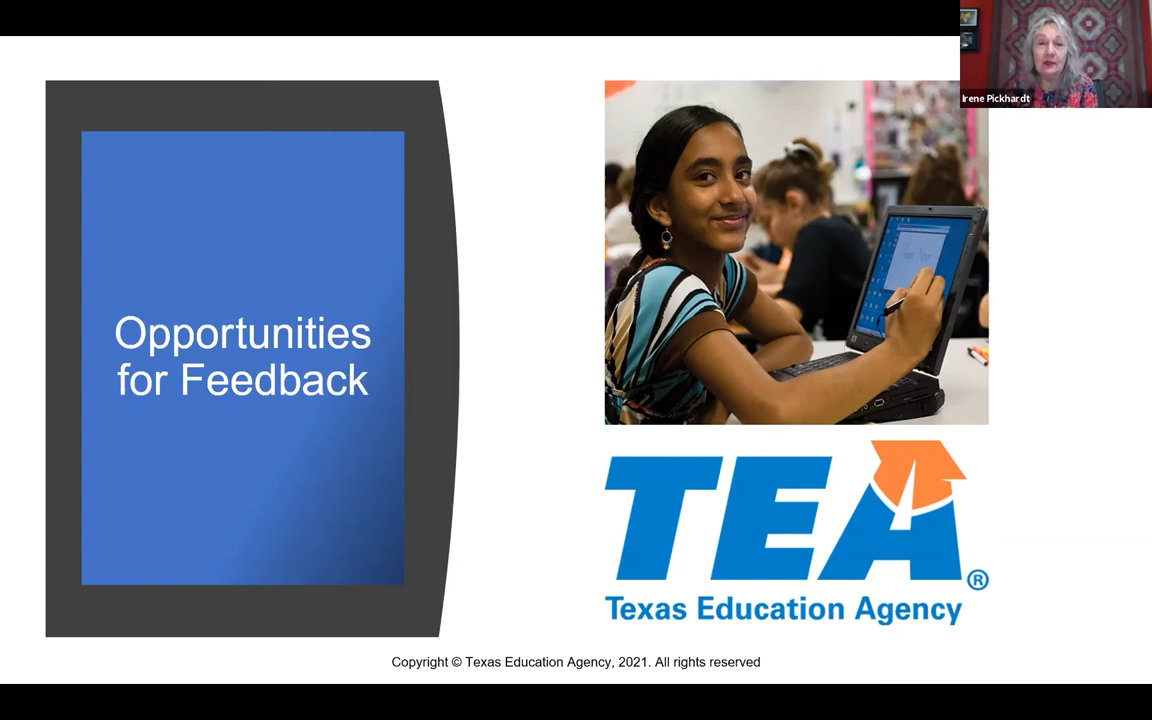 Irene Pickhardt
Opportunities
for Feedback
TEA®
Texas Education Agency
Copyright © Texas Education Agency, 2021. All rights reserved